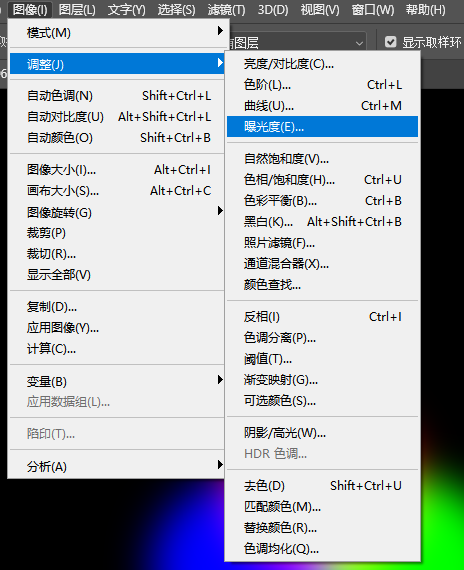 图像(I) 图层(L) 文字(Y) 选择(S) 滤镜(T) 3D(D) 视图(V) 窗口(W) 帮助(H)
图层
显示取样环
模式(M)
调整(J)
自动色调(N) Shift+Ctrl+L
自动对比度(U) Alt+Shift+Ctrl+L
自动颜色(O) Shift+Ctrl+B
图像大小(I)... Alt+Ctrl+I
画布大小(S)... Alt+Ctrl+C
图像旋转(G)
裁剪(P)
裁切(R)...
显示全部(V)
复制(D)...
应用图像(Y)...
计算(C)...
变量(B)
应用数据组(L)...
陷印(T)...
分析(A)
亮度/对比度(C)...
色阶(L)... Ctrl+L
曲线(U)... Ctrl+M
曝光度(E)...
自然饱和度(V)...
色相/饱和度(H)... Ctrl+U
色彩平衡(B)... Ctrl+B
黑白(K)... Alt+Shift+Ctrl+B
照片滤镜(F)...
通道混合器(X)...
颜色查找...
反相(I) Ctrl+I
色调分离(P)...
阈值(T)...
渐变映射(G)...
可选颜色(S)...
阴影/高光(W)...
HDR 色调...
去色(D) Shift+Ctrl+U
匹配颜色(M)...
替换颜色(R)...
色调均化(Q)...